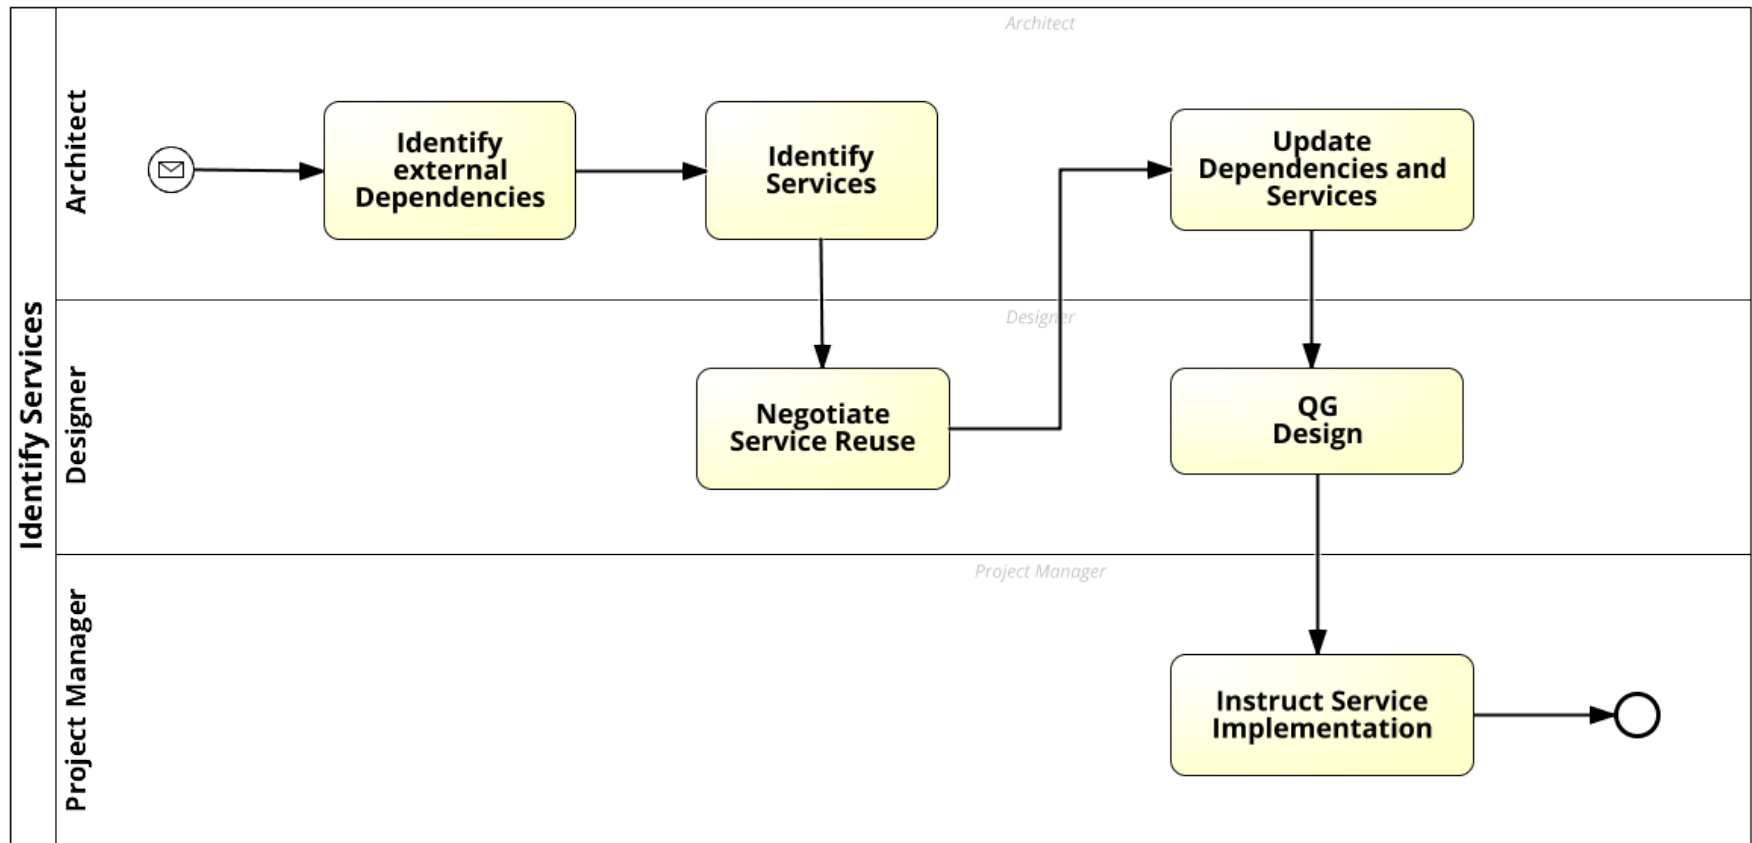 Identify Services
Architect
Architect
Identify
external
Dependencies
Identify
Services
Update
Dependencies and
Services
Designer
Designer
Negotiate
Service Reuse
QG
Design
Project Manager
Project Manager
Instruct Service
Implementation